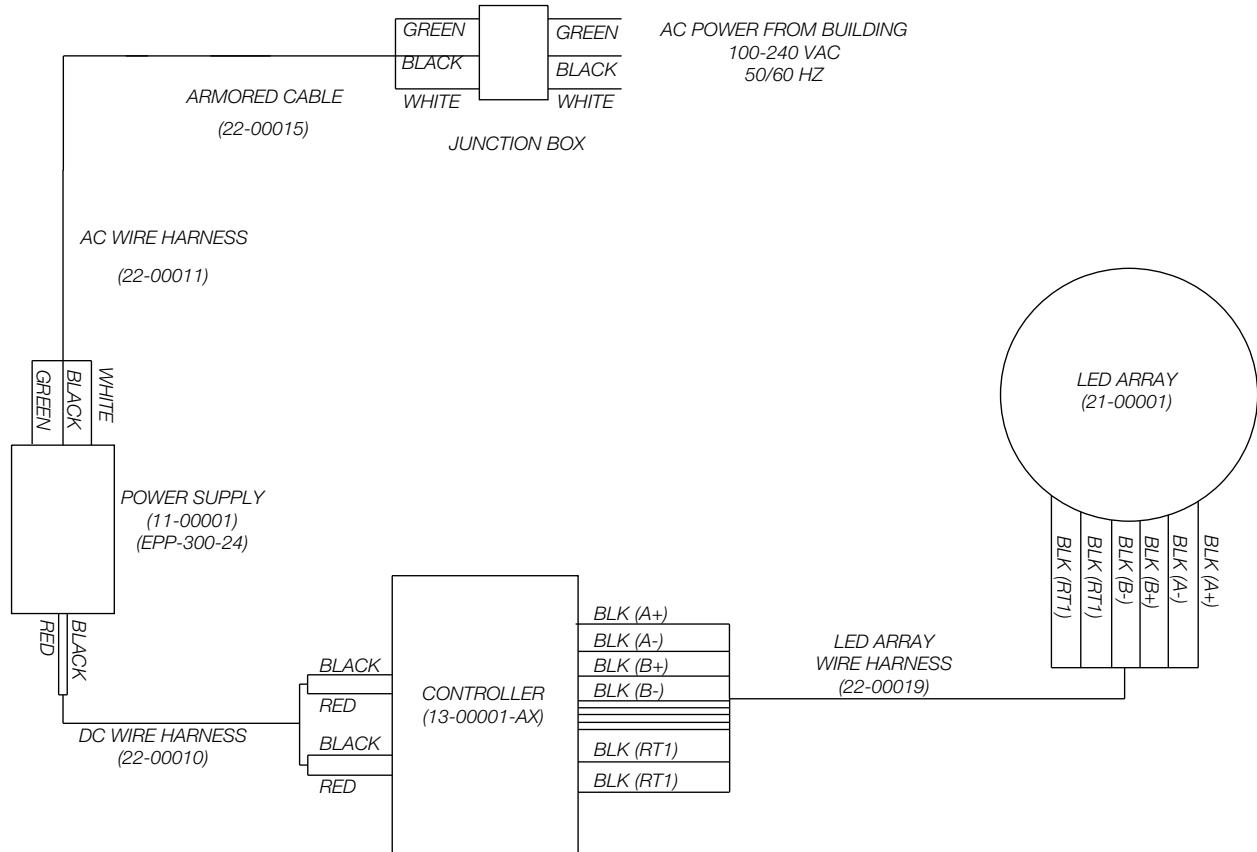 GREEN
BLACK
WHITE
GREEN
BLACK
WHITE
AC POWER FROM BUILDING
100-240 VAC
50/60 HZ
ARMORED CABLE
(22-00015)
JUNCTION BOX
AC WIRE HARNESS
(22-00011)
GREEN
BLACK
WHITE
POWER SUPPLY
(11-00001)
(EPP-300-24)
RED
BLACK
DC WIRE HARNESS
(22-00010)
BLACK
RED
BLACK
RED
CONTROLLER
(13-00001-AX)
BLK (A+)
BLK (A-)
BLK (B+)
BLK (B-)
BLK (RT1)
BLK (RT1)
LED ARRAY
WIRE HARNESS
(22-00019)
LED ARRAY
(21-00001)
BLK (RT1)
BLK (RT1)
BLK (B-)
BLK (B+)
BLK (A-)
BLK (A+)